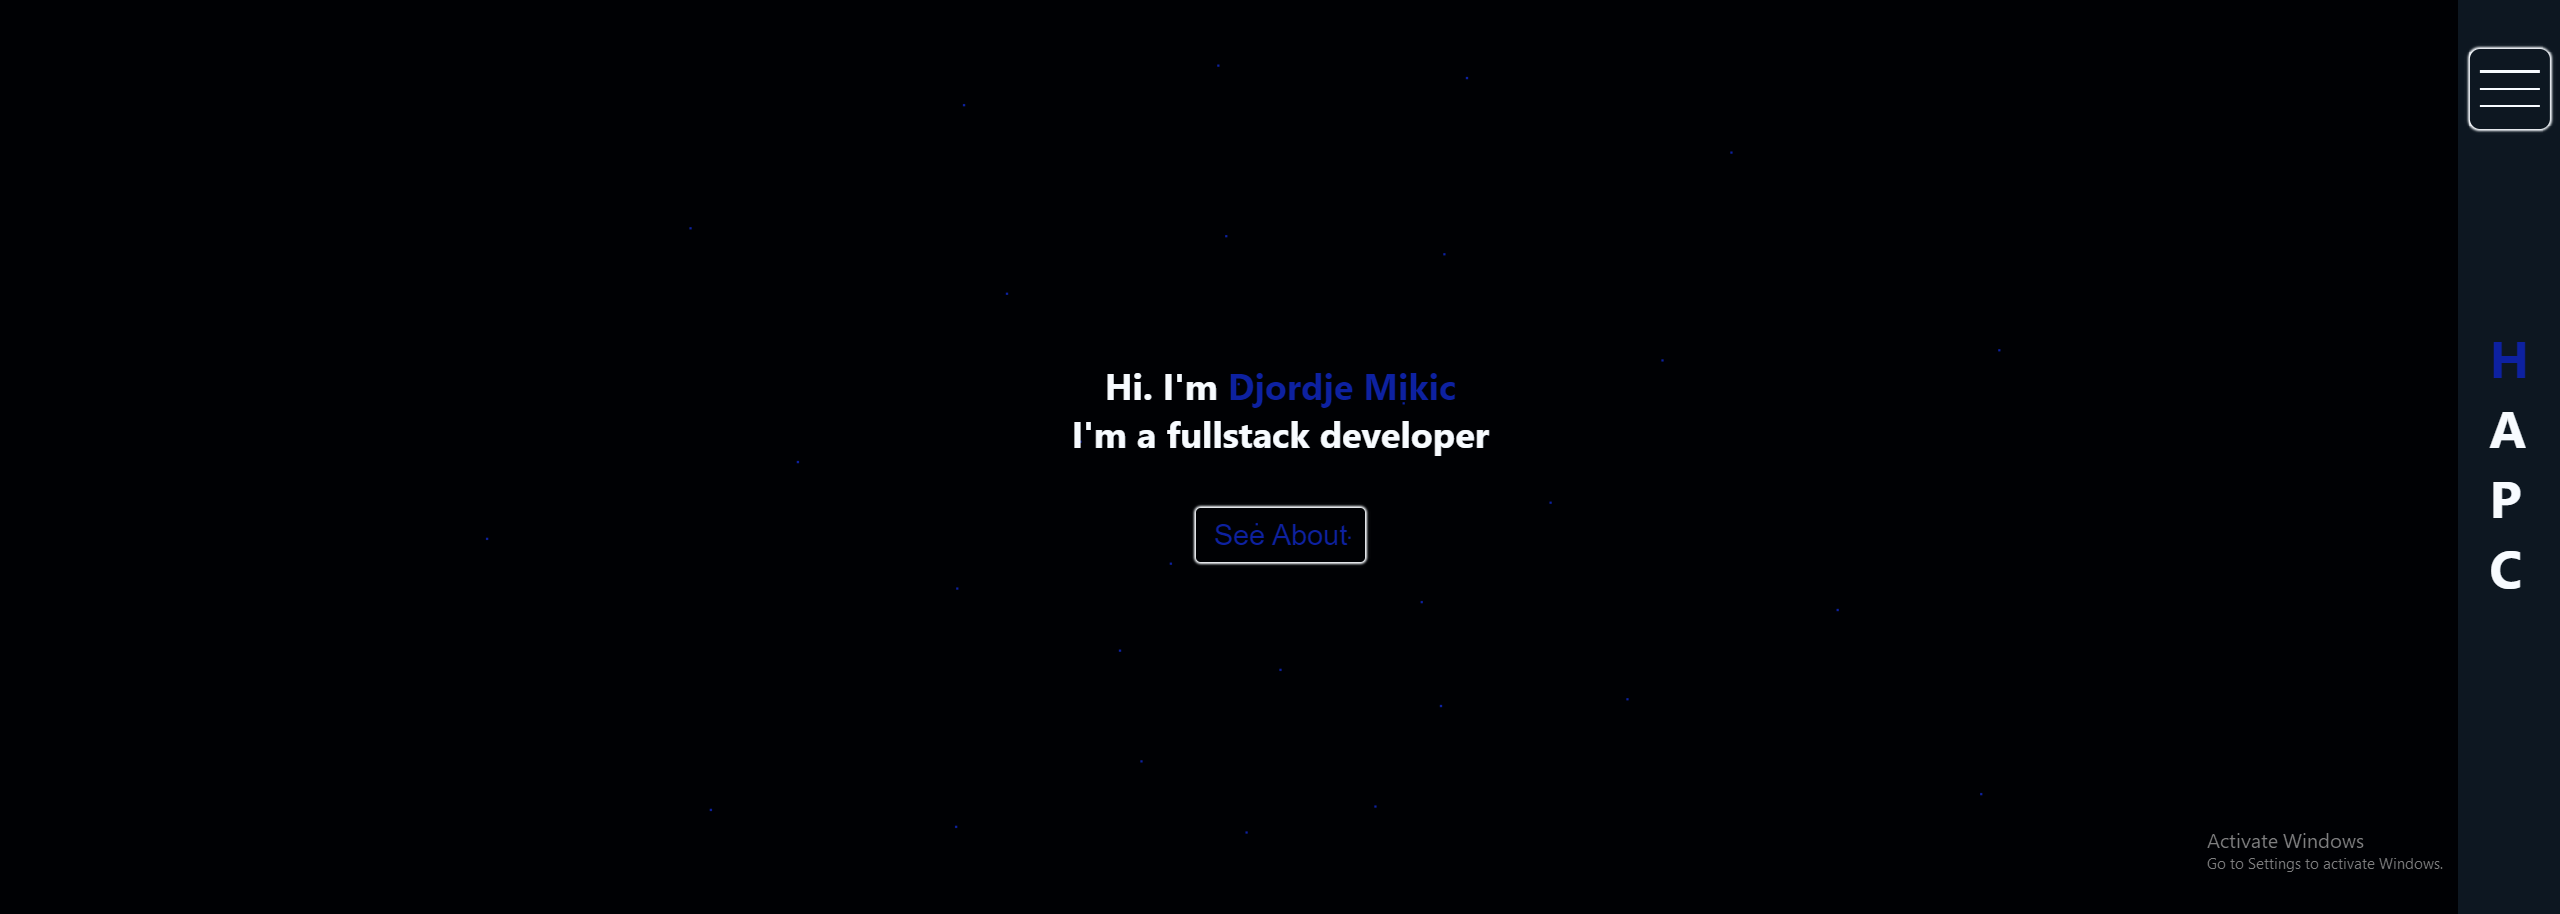 Hi. I'm Djordje Mikic
I'm a fullstack developer
See About
H
A
P
C
Activate Windows
Go to Settings to activate Windows.